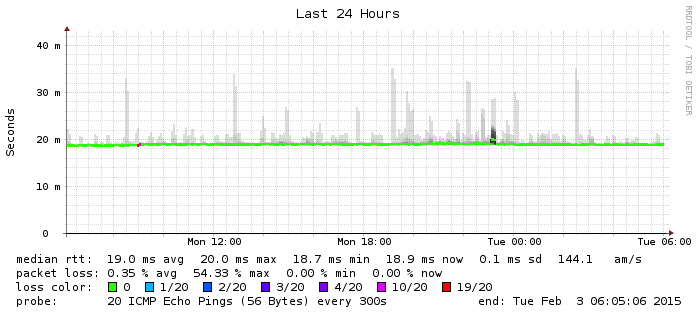 Last 24 Hours
RRDTOOL / TOBI OETIKER
Seconds
40 m
30 m
20 m
10 m
0
Mon 12:00 Mon 18:00 Tue 00:00 Tue 06:00
median rtt: 19.0 ms avg 20.0 ms max 18.7 ms min 18.9 ms now 0.1 ms sd 144.1 am/s
packet loss: 0.35 % avg 54.33 % max 0.00 % min 0.00 % now
loss color: 0 1/20 2/20 3/20 4/20 10/20 19/20
probe: 20 ICMP Echo Pings (56 Bytes) every 300s end: Tue Feb 3 06:05:06 2015